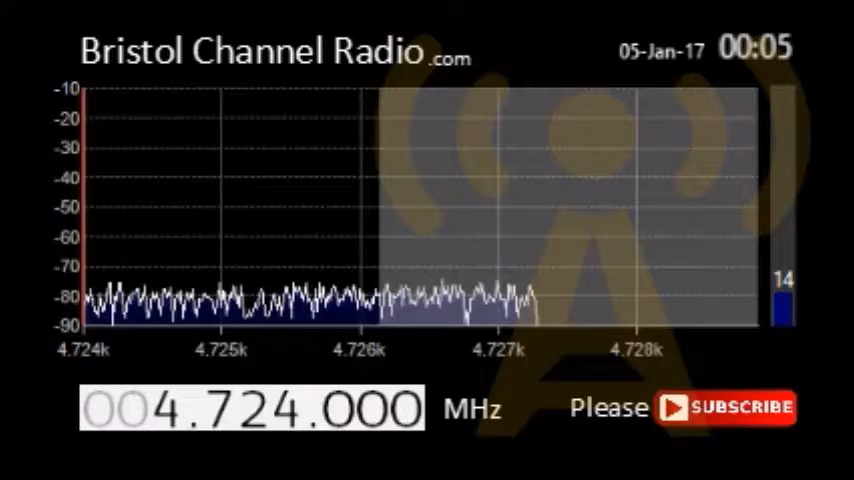 Bristol Channel Radio.com
05-Jan-17 00:05
-10
-20
-30
-40
-50
-60
-70
-80
-90
14
4.724k 4.725k 4.726k 4.727k 4.728k
004.724.000 MHz
Please SUBSCRIBE